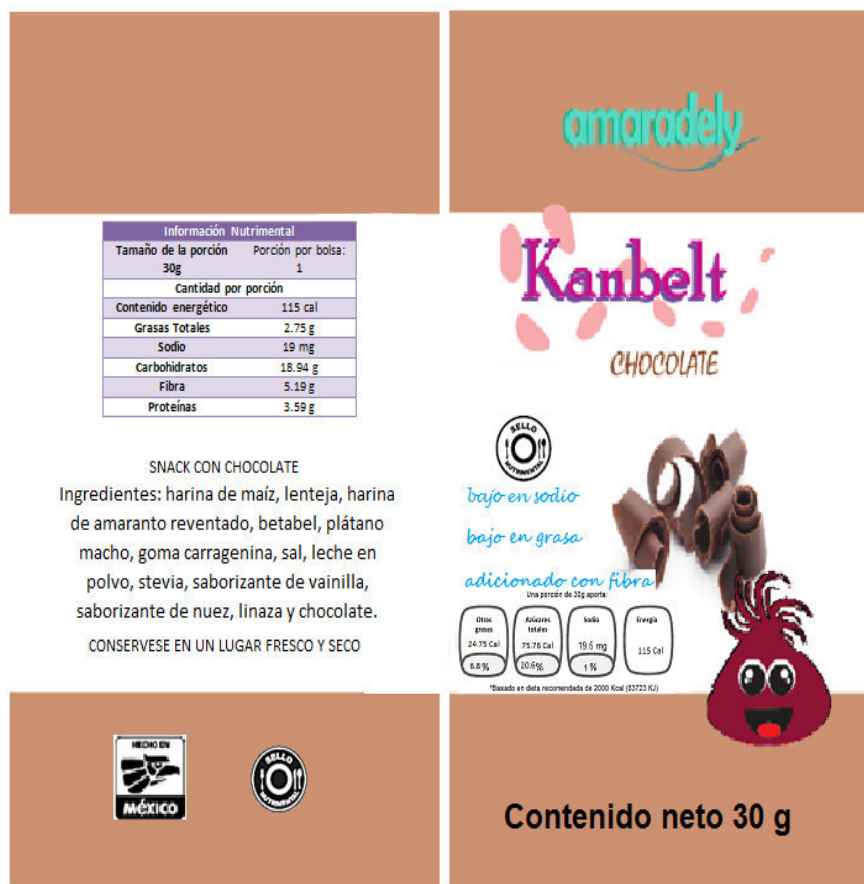 Información Nutrimental
Tamaño de la porción 30g Porción por bolsa: 1
Cantidad por porción
Contenido energético 115 cal
Grasas Totales 2.75 g
Sodio 19 mg
Carbohidratos 18.94 g
Fibra 5.19 g
Proteínas 3.59 g
SNACK CON CHOCOLATE
Ingredientes: harina de maíz, lenteja, harina
de amaranto reventado, betabel, plátano
macho, goma carragenina, sal, leche en
polvo, stevia, saborizante de vainilla,
saborizante de nuez, linaza y chocolate.
CONSERVESE EN UN LUGAR FRESCO Y SECO
HECHO EN
MÉXICO
SELLO
NUTRIMENTAL
amaradely
Kanbelt
CHOCOLATE
SELLO
NUTRIMENTAL
bajo en sodio
bajo en grasa
adicionado con fibra
Una porción de 30g aporta:
Otras grasas Azúcares totales Sodio Energía
24.75 Cal 75.76 Cal 19.6 mg 115 Cal
6.8 % 20.6% 1 %
*Basado en dieta recomendada de 2000 Kcal (83723 KJ)
Contenido neto 30 g